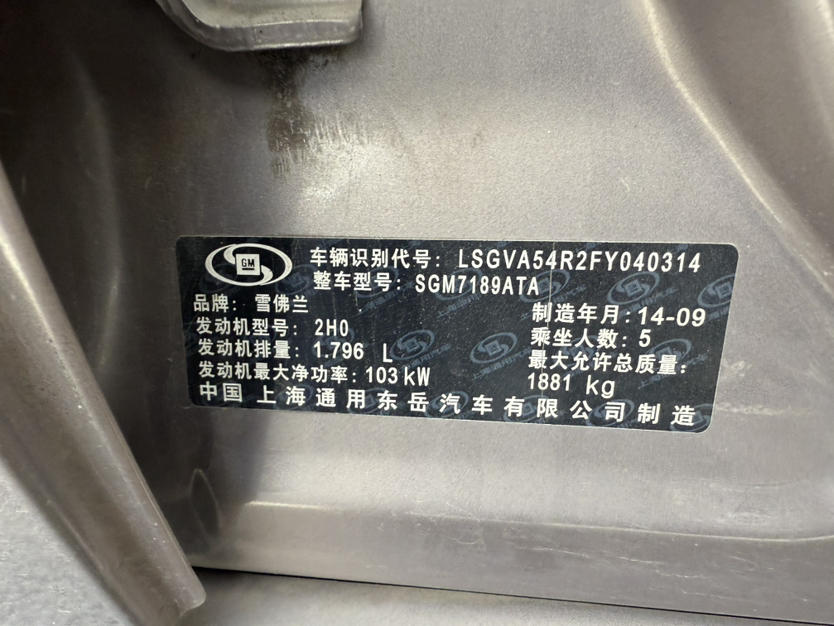 GM
车辆识别代号: LSGVA54R2FY040314
整车型号: SGM7189ATA
品牌: 雪佛兰
制造年月: 14-09
发动机型号: 2H0
乘坐人数: 5
发动机排量: 1.796 L
最大允许总质量:
发动机最大净功率: 103 kW
1881 kg
中国 上海通用东岳汽车有限公司制造